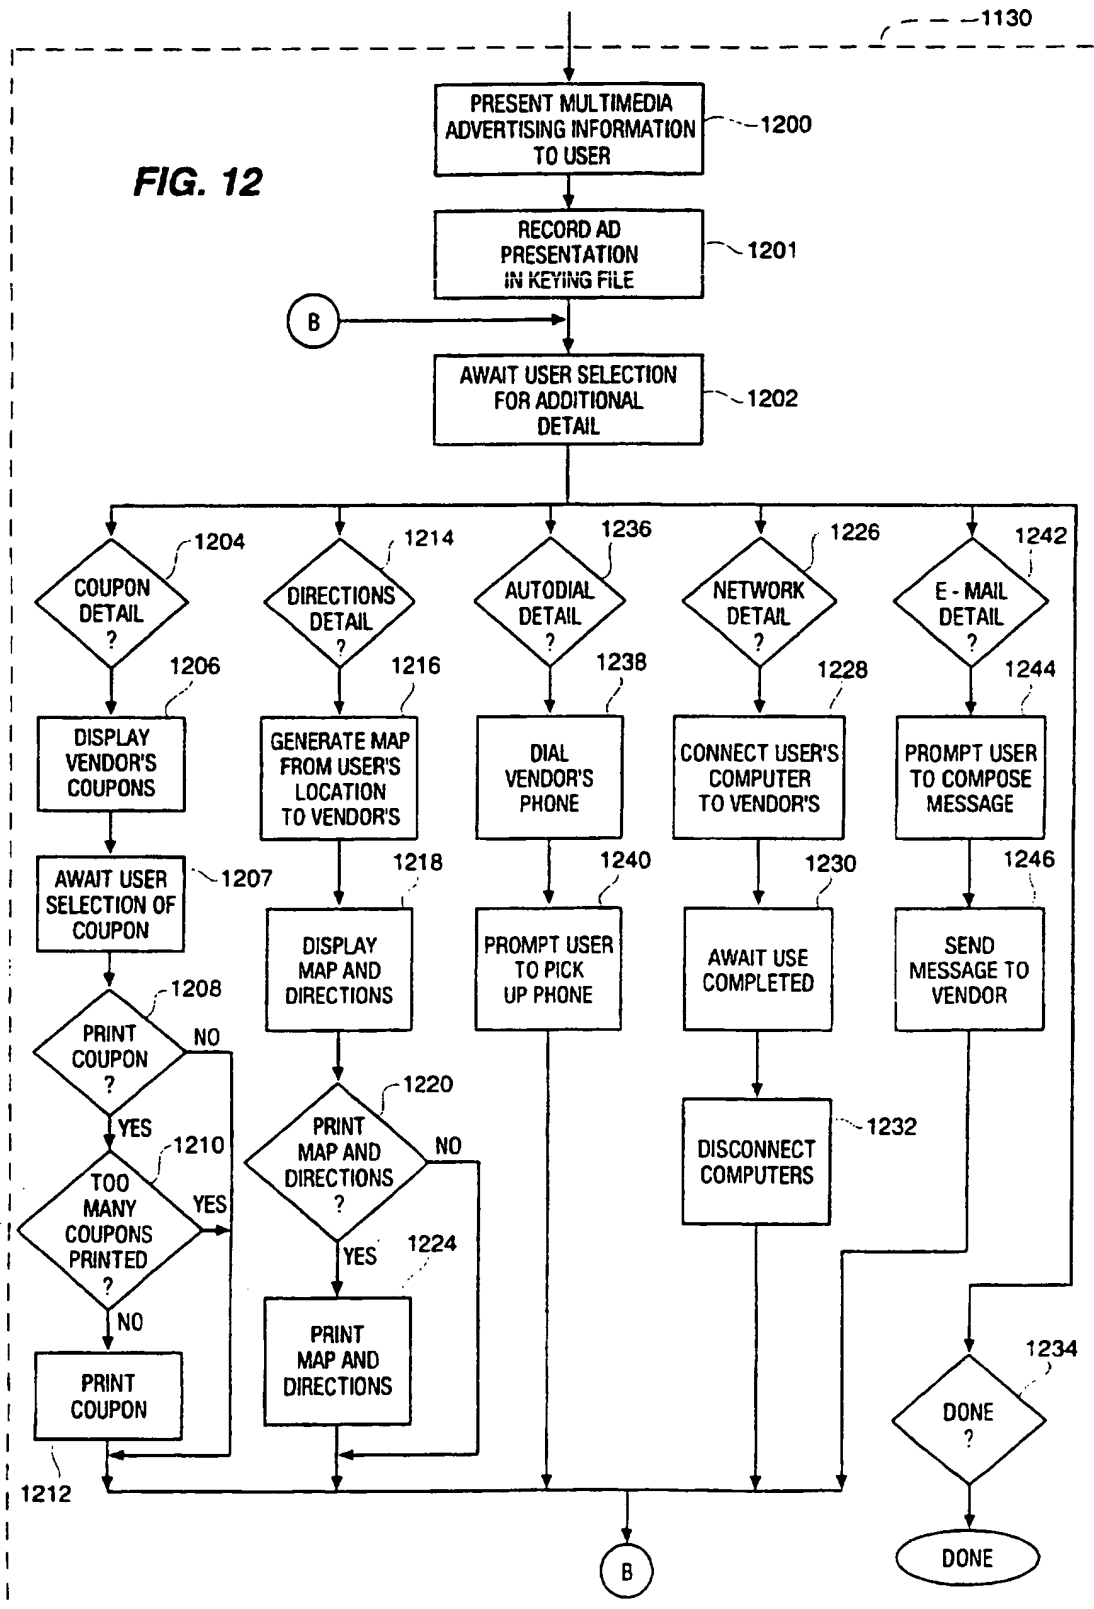 1130
PRESENT MULTIMEDIA
ADVERTISING INFORMATION
TO USER
1200
FIG. 12
RECORD AD
PRESENTATION
IN KEYING FILE
1201
B
AWAIT USER SELECTION
FOR ADDITIONAL
DETAIL
1202
COUPON
DETAIL
?
1204
DIRECTIONS
DETAIL
?
1214
AUTODIAL
DETAIL
?
1236
NETWORK
DETAIL
?
1226
E - MAIL
DETAIL
?
1242
1206
DISPLAY
VENDOR'S
COUPONS
1216
GENERATE MAP
FROM USER'S
LOCATION
TO VENDOR'S
1238
DIAL
VENDOR'S
PHONE
1228
CONNECT USER'S
COMPUTER
TO VENDOR'S
1244
PROMPT USER
TO COMPOSE
MESSAGE
AWAIT USER
SELECTION OF
COUPON
1207
1218
DISPLAY
MAP AND
DIRECTIONS
1240
PROMPT USER
TO PICK
UP PHONE
1230
AWAIT USE
COMPLETED
1246
SEND
MESSAGE TO
VENDOR
PRINT
COUPON
?
1208
NO
YES
PRINT
MAP AND
DIRECTIONS
?
1220
NO
YES
DISCONNECT
COMPUTERS
1232
TOO
MANY
COUPONS
PRINTED
?
1210
YES
NO
1224
PRINT
MAP AND
DIRECTIONS
PRINT
COUPON
1212
DONE
?
1234
B
DONE